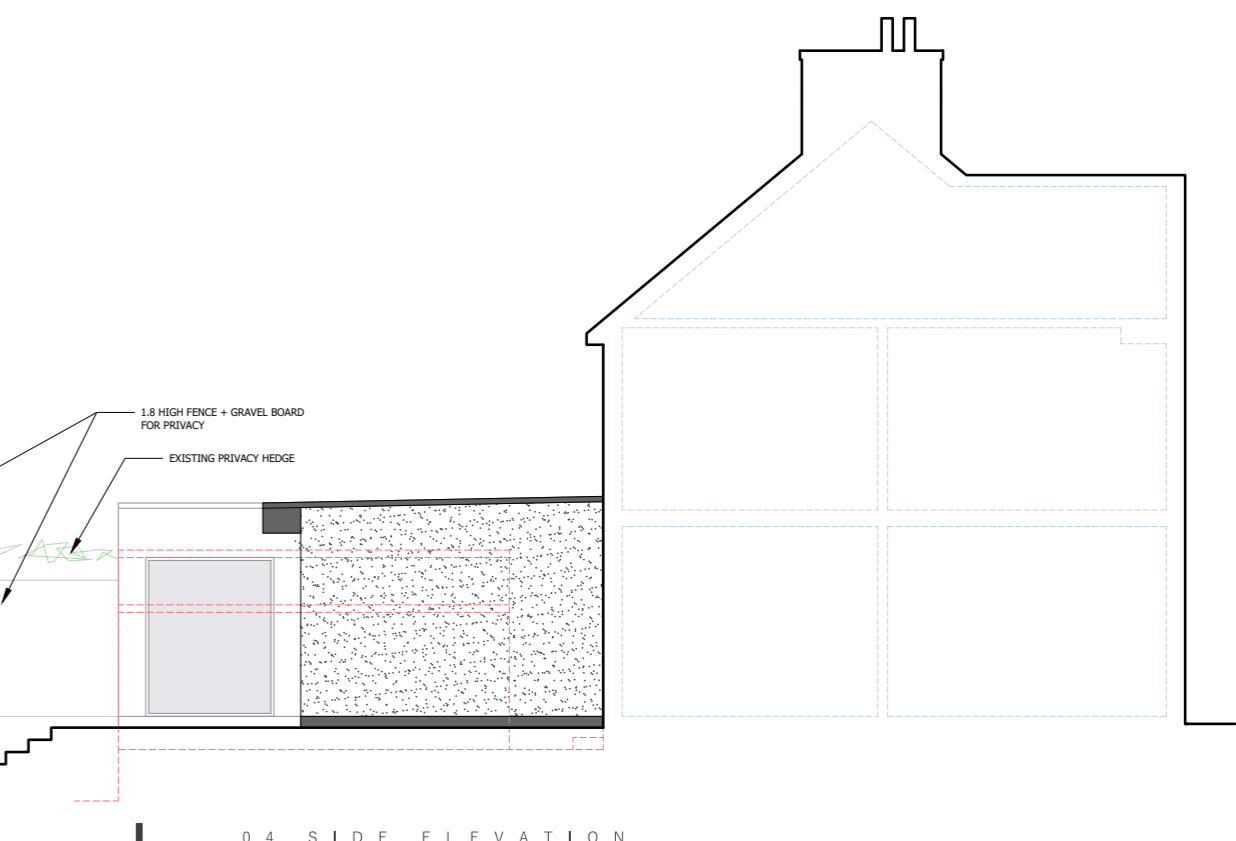 1.8 HIGH FENCE + GRAVEL BOARD
FOR PRIVACY
EXISTING PRIVACY HEDGE
04 SIDE ELEVATION